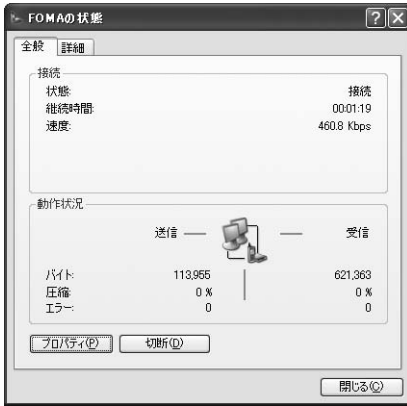 FOMAの状態
全般 詳細
接続
状態: 接続
継続時間: 00:01:19
速度: 460.8 Kbps
動作状況
送信 — — 受信
バイト: 113,955 621,363
圧縮: 0 % 0 %
エラー: 0 0
プロパティ(P) 切断(D)
閉じる(C)